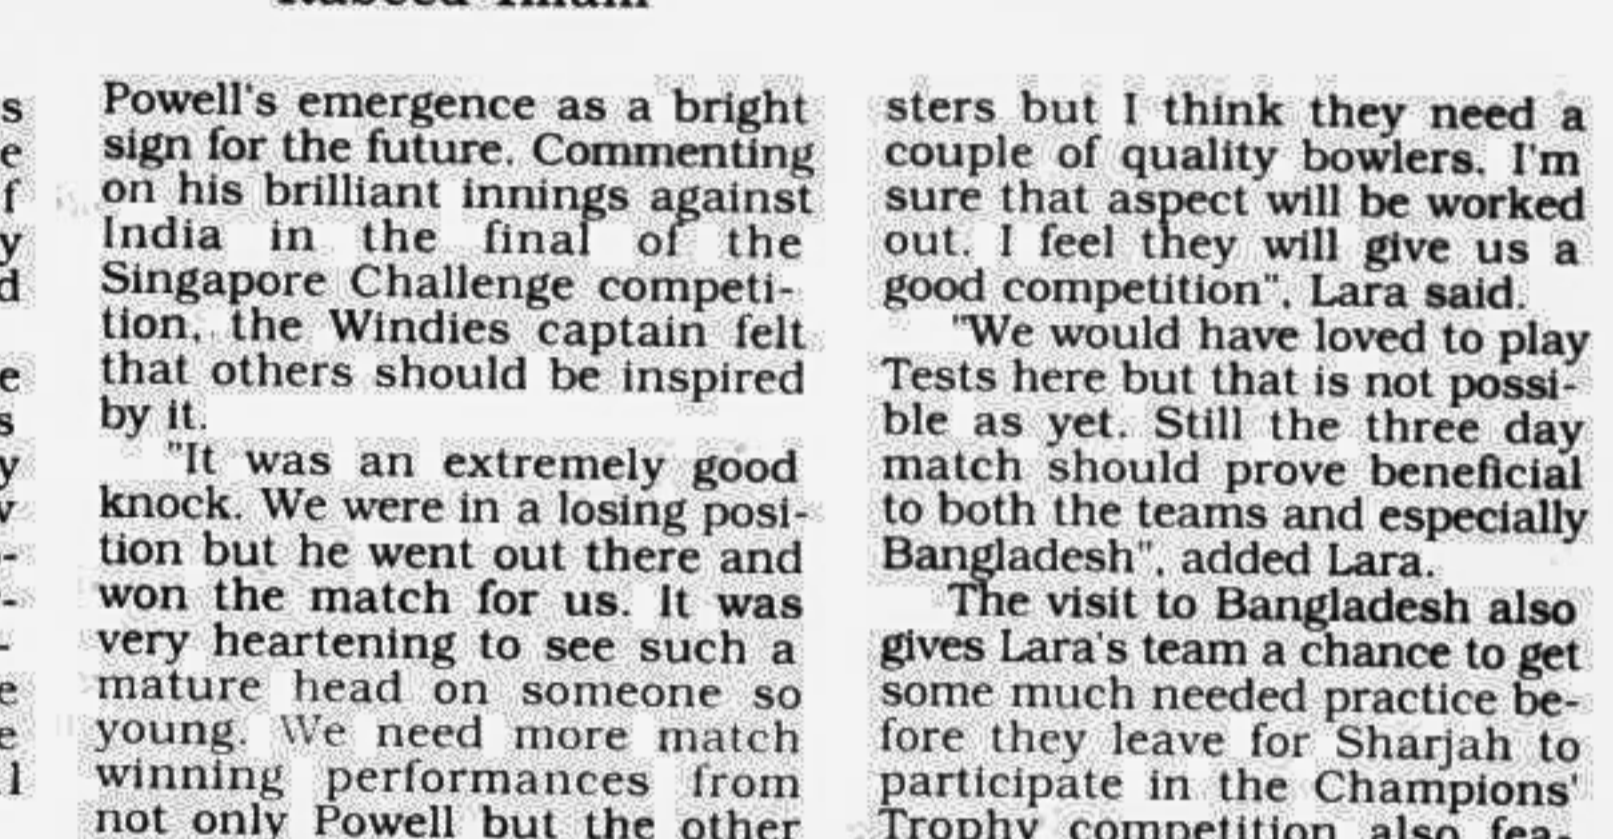 Powell's emergence as a bright
sign for the future. Commenting
on his brilliant innings against
India in the final of the
Singapore Challenge competi-
tion, the Windies captain felt
that others should be inspired
by it.
"It was an extremely good
knock. We were in a losing posi-
tion but he went out there and
won the match for us. It was
very heartening to see such a
mature head on someone so
young. We need more match
winning performances from
not only Powell but the other
sters but I think they need a
couple of quality bowlers. I'm
sure that aspect will be worked
out. I feel they will give us a
good competition", Lara said.
"We would have loved to play
Tests here but that is not possi-
ble as yet. Still the three day
match should prove beneficial
to both the teams and especially
Bangladesh", added Lara.
The visit to Bangladesh also
gives Lara's team a chance to get
some much needed practice be-
fore they leave for Sharjah to
participate in the Champions'
Trophy competition also fea-